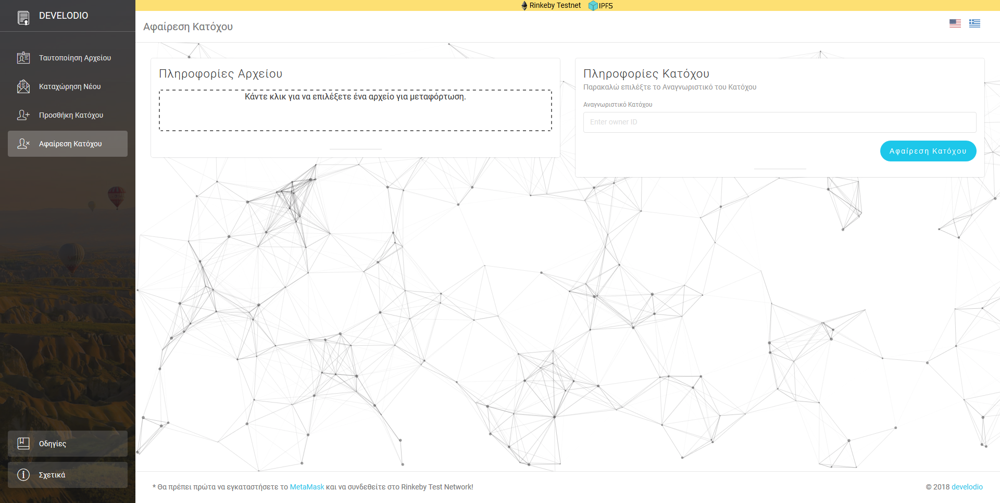 DEVELODIO
Ταυτοποίηση Αρχείου
Καταχώρηση Νέου
Προσθήκη Κατόχου
Αφαίρεση Κατόχου
Οδηγίες
Σχετικά
Rinkeby Testnet IPFS
Αφαίρεση Κατόχου
Πληροφορίες Αρχείου
Κάντε κλικ για να επιλέξετε ένα αρχείο για μεταφόρτωση.
Πληροφορίες Κατόχου
Παρακαλώ επιλέξτε το Αναγνωριστικό του Κατόχου
Αναγνωριστικό Κατόχου
Enter owner ID
Αφαίρεση Κατόχου
* Θα πρέπει πρώτα να εγκαταστήσετε το MetaMask και να συνδεθείτε στο Rinkeby Test Network!
© 2018 develodio